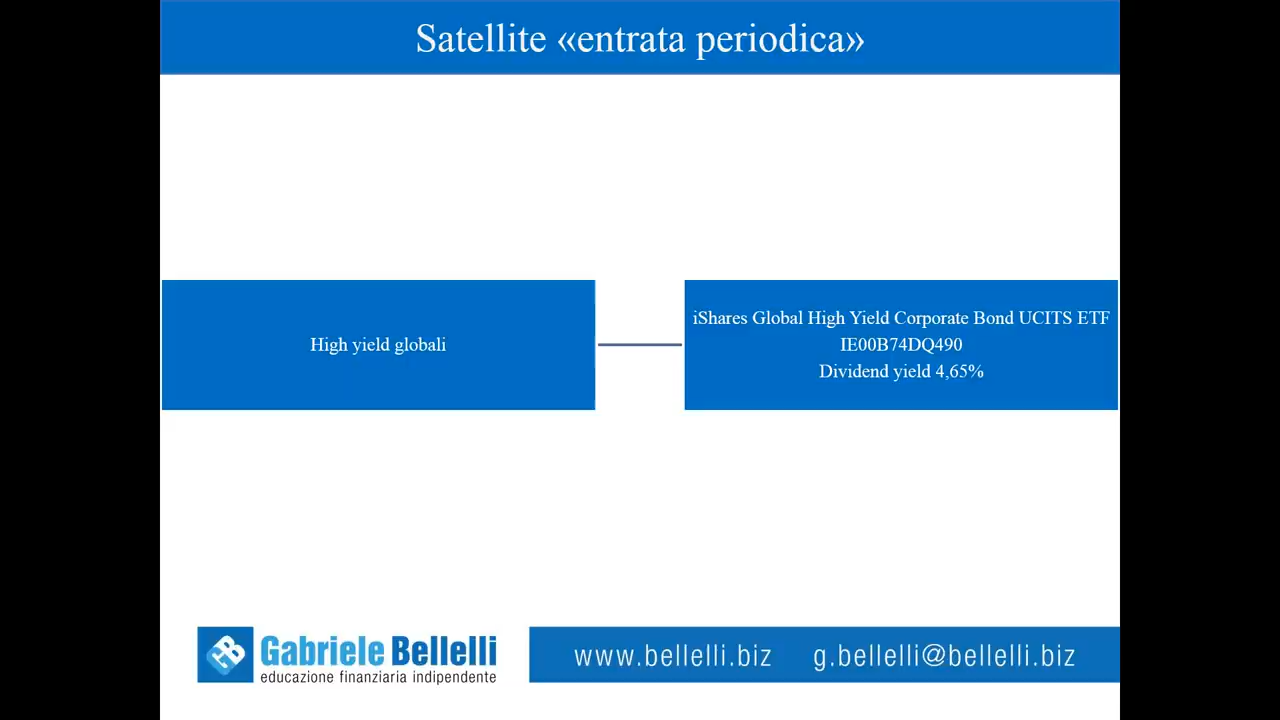 Satellite «entrata periodica»
High yield globali
iShares Global High Yield Corporate Bond UCITS ETF
IE00B74DQ490
Dividend yield 4,65%
Gabriele Bellelli
educazione finanziaria indipendente
www.bellelli.biz g.bellelli@bellelli.biz